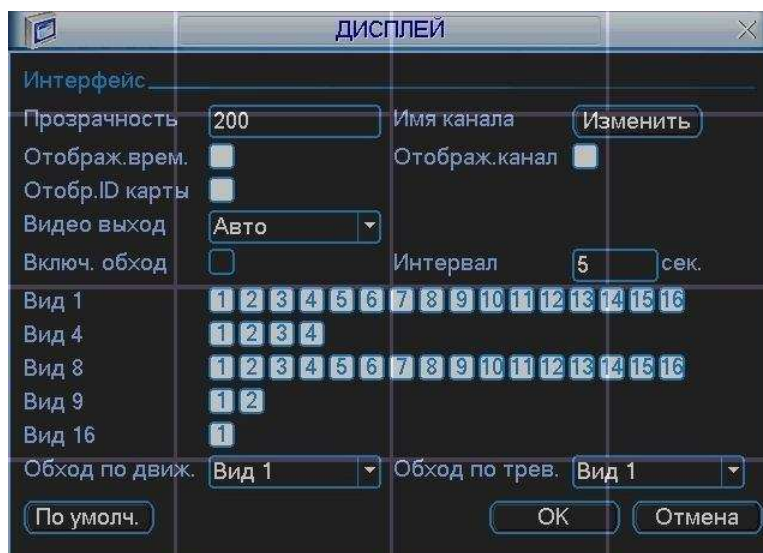 ДИСПЛЕЙ
Интерфейс
Прозрачность 200 Имя канала Изменить
Отображ.врем. Отображ.канал
Отобр.ID карты
Видео выход Авто
Включ. обход Интервал 5 сек.
Вид 1 1 2 3 4 5 6 7 8 9 10 11 12 13 14 15 16
Вид 4 1 2 3 4
Вид 8 1 2 3 4 5 6 7 8 9 10 11 12 13 14 15 16
Вид 9 1 2
Вид 16 1
Обход по движ. Вид 1 Обход по трев. Вид 1
По умолч. OK Отмена